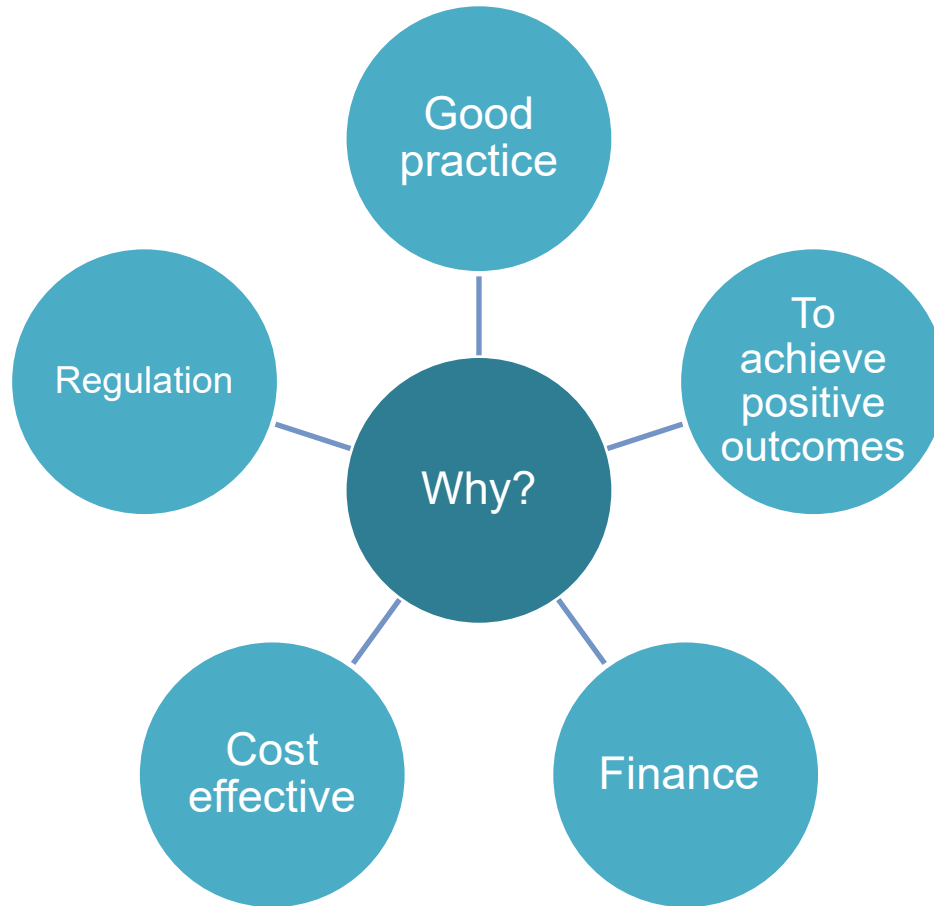 Good
practice
To
achieve
positive
outcomes
Regulation
Why?
Cost
effective
Finance